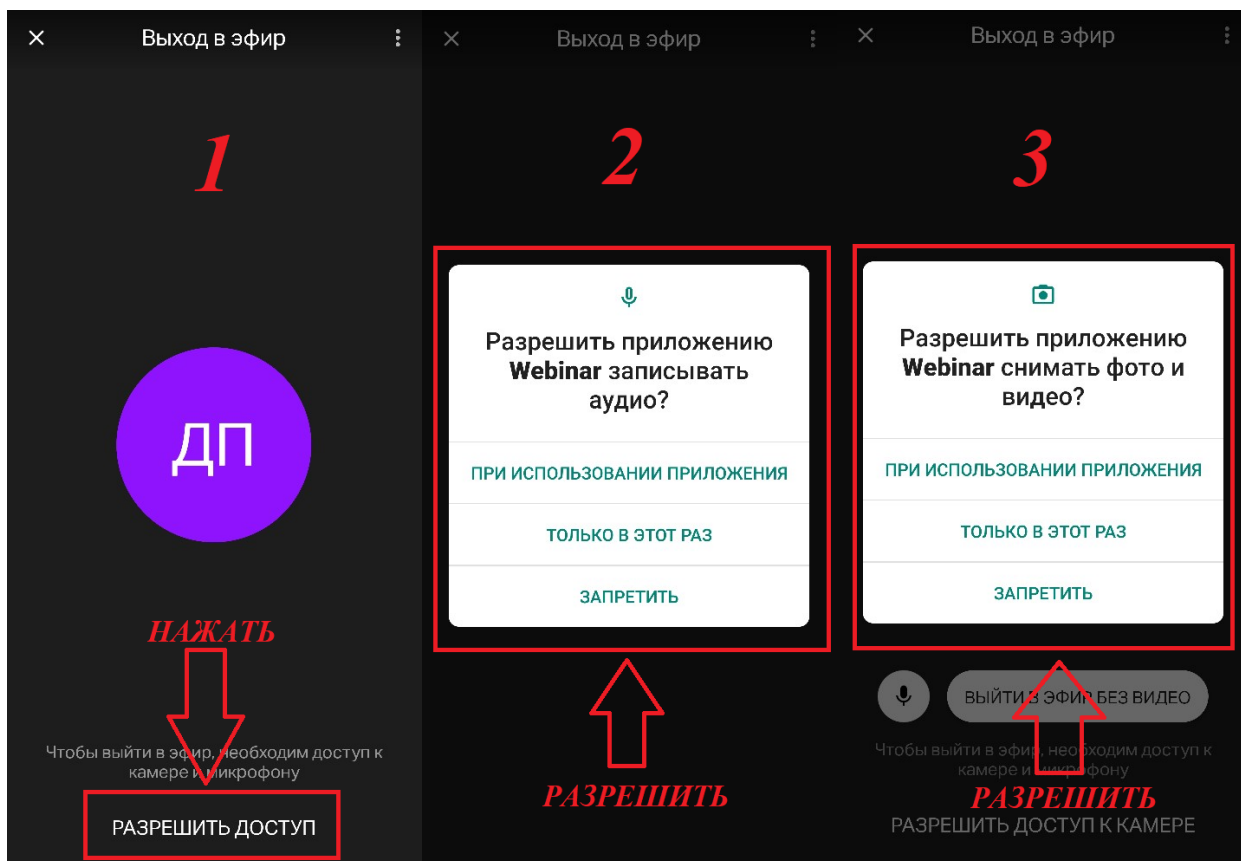 Выход в эфир
1
ДП
НАЖАТЬ
Чтобы выйти в эфир, необходим доступ к
камере и микрофону
РАЗРЕШИТЬ ДОСТУП
Выход в эфир
2
Разрешить приложению
Webinar записывать
аудио?
ПРИ ИСПОЛЬЗОВАНИИ ПРИЛОЖЕНИЯ
ТОЛЬКО В ЭТОТ РАЗ
ЗАПРЕТИТЬ
РАЗРЕШИТЬ
Выход в эфир
3
Разрешить приложению
Webinar снимать фото и
видео?
ПРИ ИСПОЛЬЗОВАНИИ ПРИЛОЖЕНИЯ
ТОЛЬКО В ЭТОТ РАЗ
ЗАПРЕТИТЬ
ВЫЙТИ В ЭФИР БЕЗ ВИДЕО
Чтобы выйти в эфир, необходим доступ к
камере и микрофону
РАЗРЕШИТЬ
РАЗРЕШИТЬ ДОСТУП К КАМЕРЕ